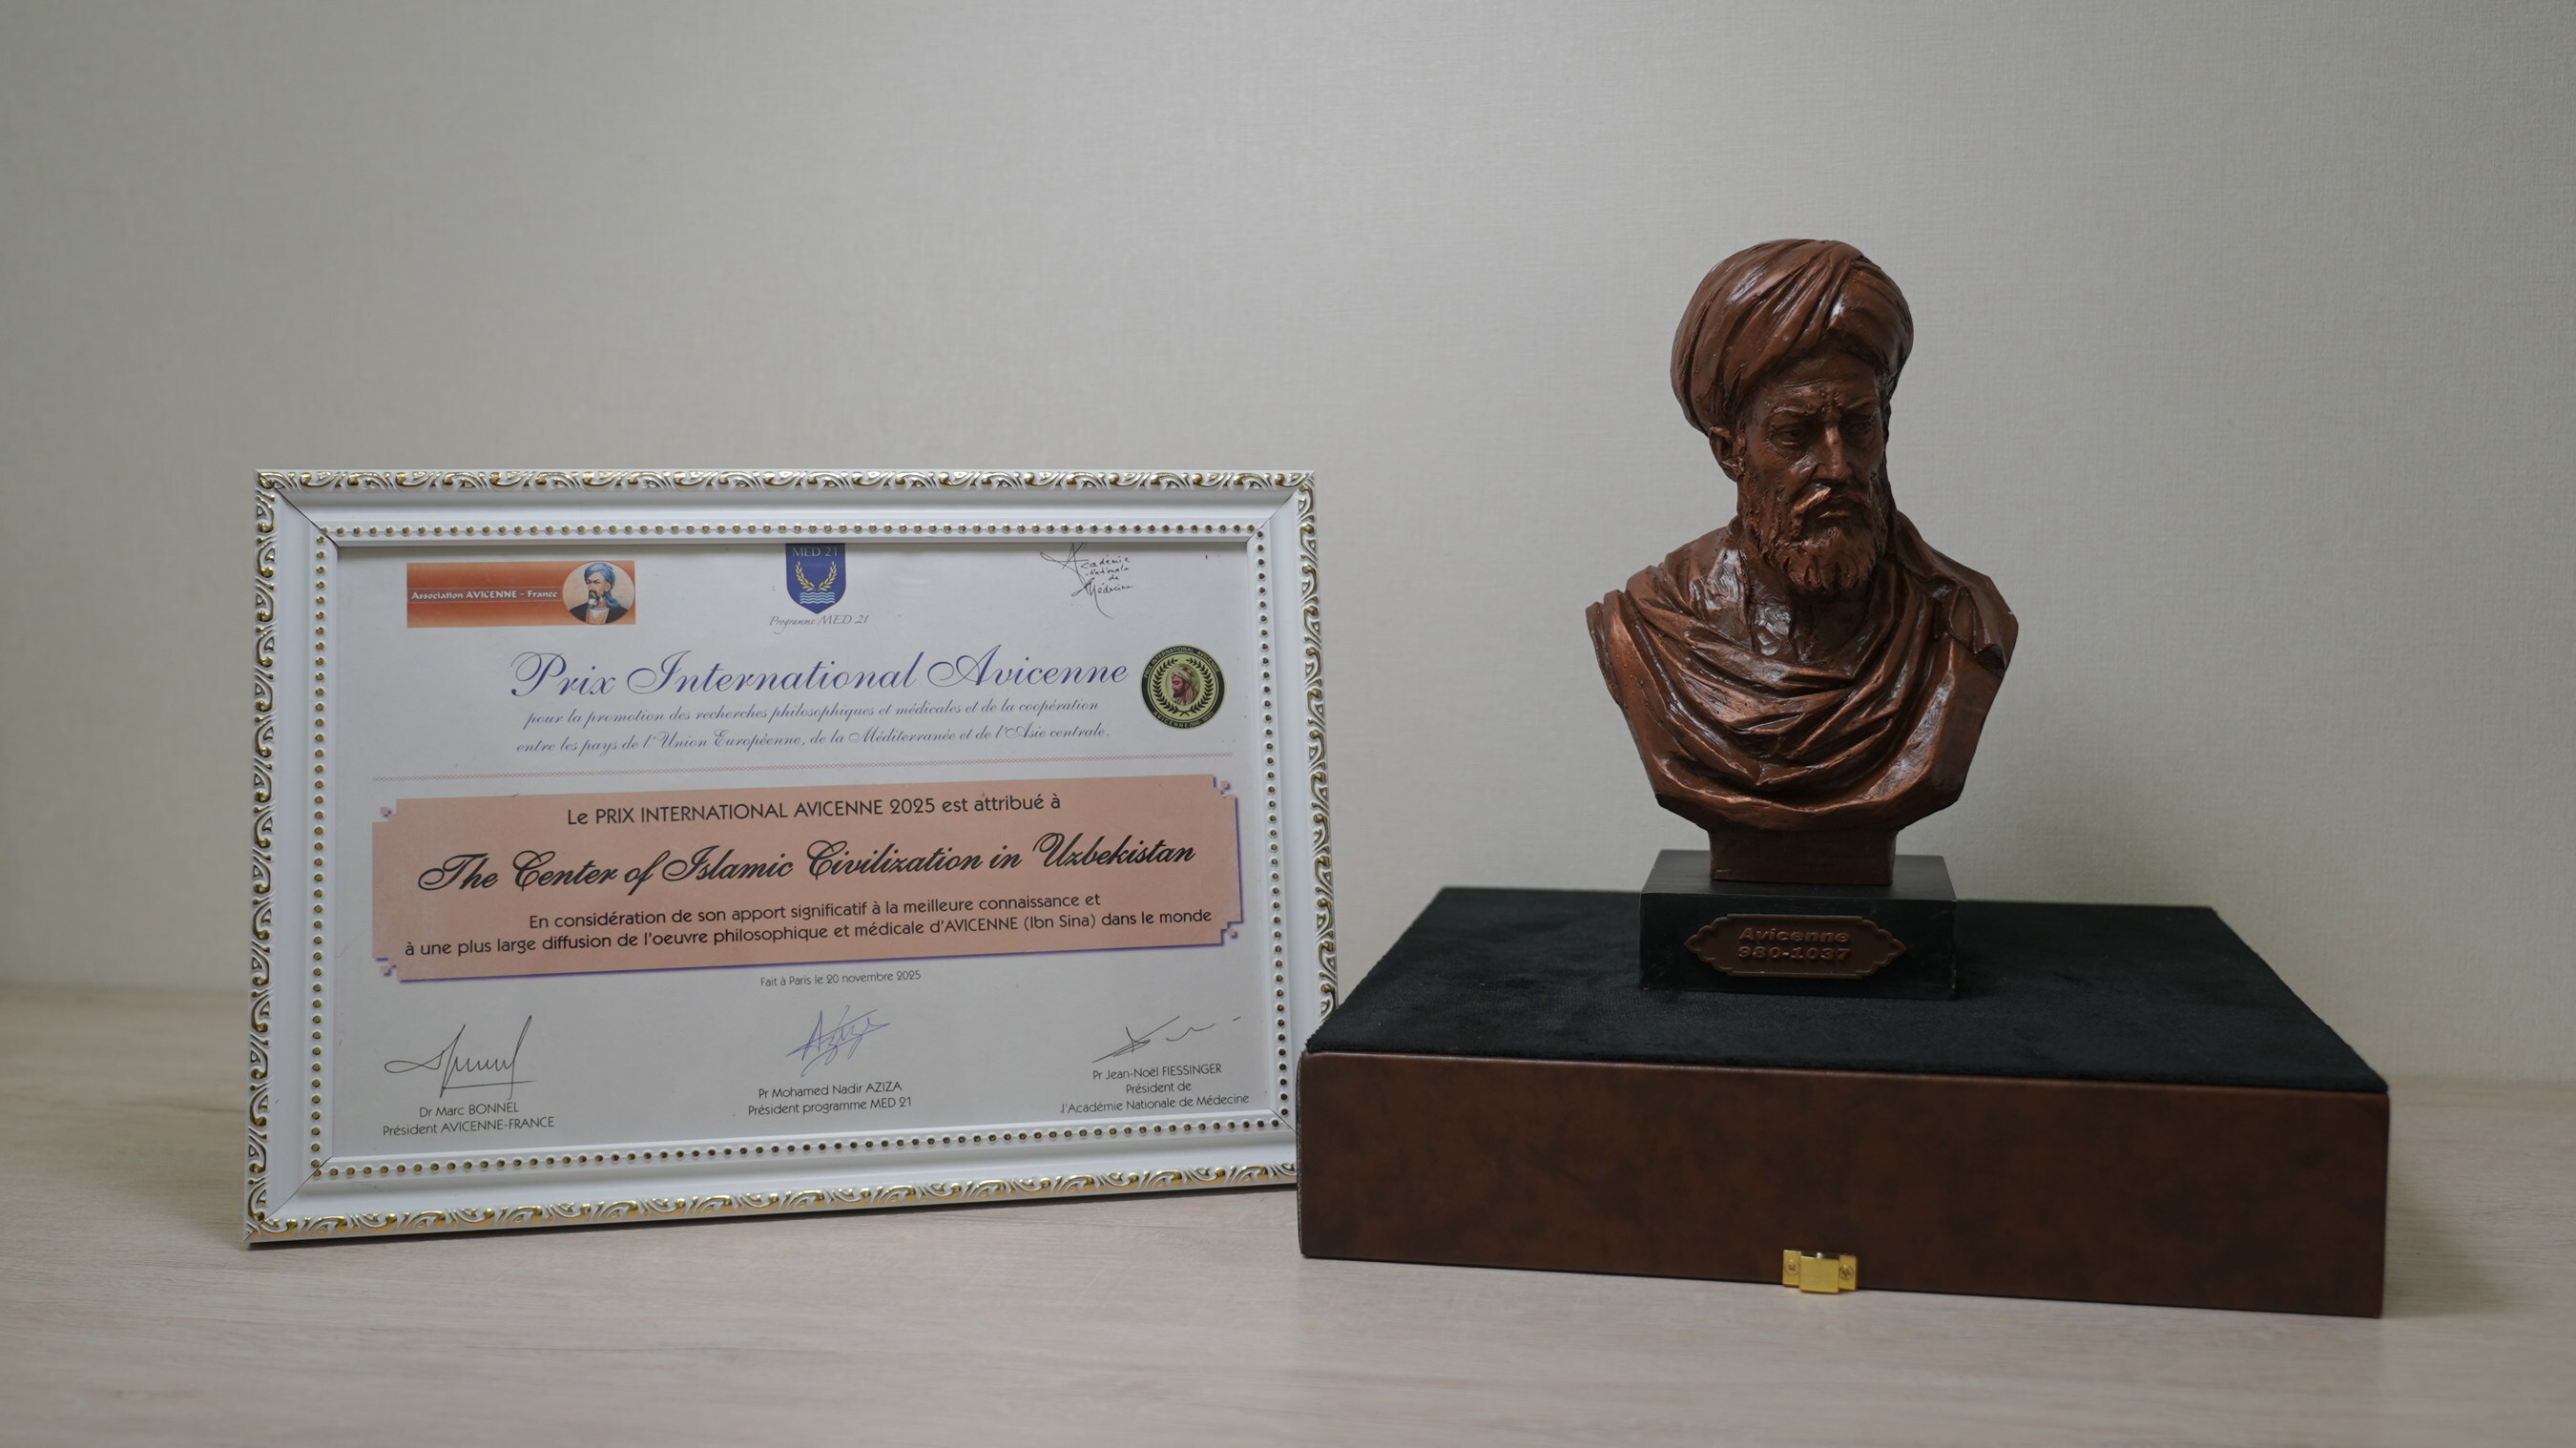 Association AVICENNE - France
MED 21
Programme MED 21
Académie
Nationale
de
Médecine
Prix International Avicenne
pour la promotion des recherches philosophiques et médicales et de la coopération
entre les pays de l'Union Européenne, de la Méditerranée et de l'Asie centrale.
PRIX INTERNATIONAL AVICENNE
Le PRIX INTERNATIONAL AVICENNE 2025 est attribué à
The Center of Islamic Civilization in Uzbekistan
En considération de son apport significatif à la meilleure connaissance et
à une plus large diffusion de l'oeuvre philosophique et médicale d'AVICENNE (Ibn Sina) dans le monde
Fait à Paris le 20 novembre 2025
Dr Marc BONNEL
Président AVICENNE-FRANCE
Pr Mohamed Nadir AZIZA
Président programme MED 21
Pr Jean-Noël FIESSINGER
Président de
l'Académie Nationale de Médecine
Avicenne
980-1037